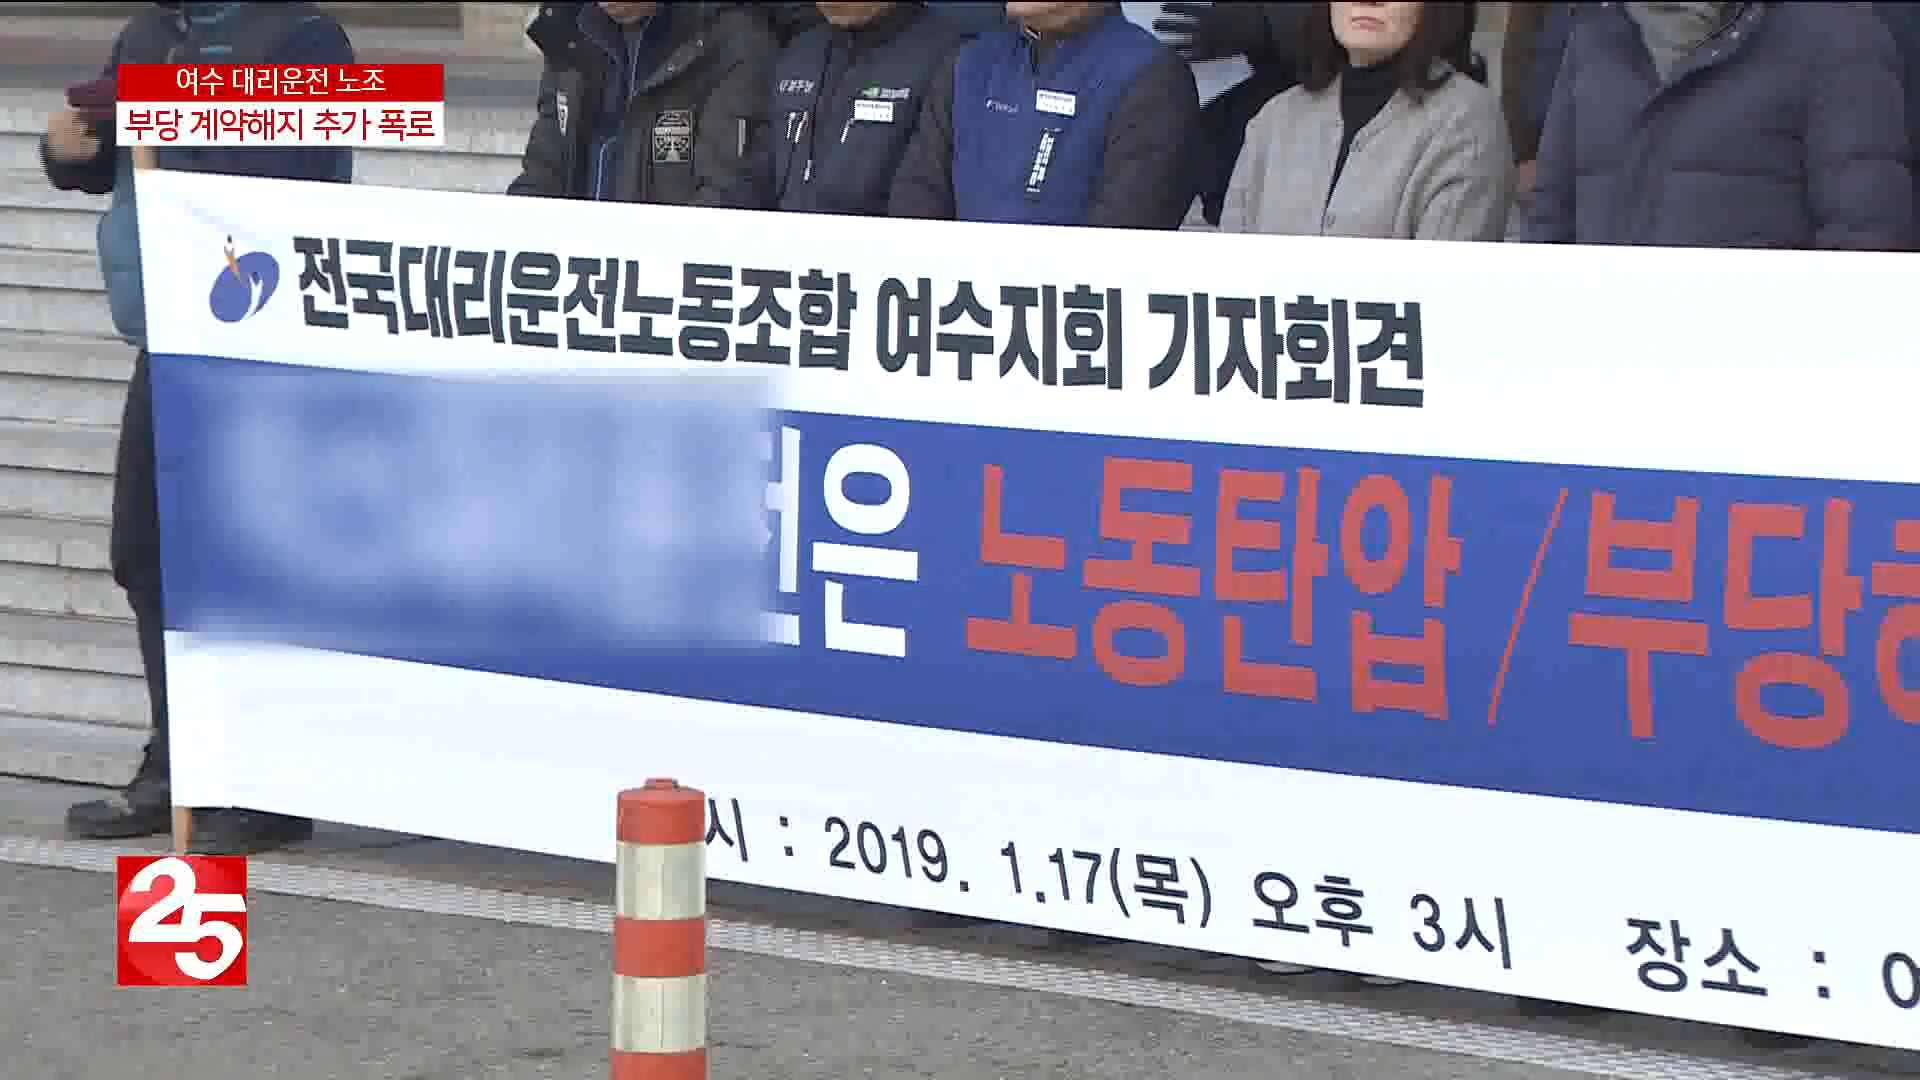 여수 대리운전 노조
부당 계약해지 추가 폭로
전국대리운전노동조합 여수지회 기자회견
은 노동탄압 / 부당
시 : 2019. 1.17(목) 오후 3시 장소 :
25